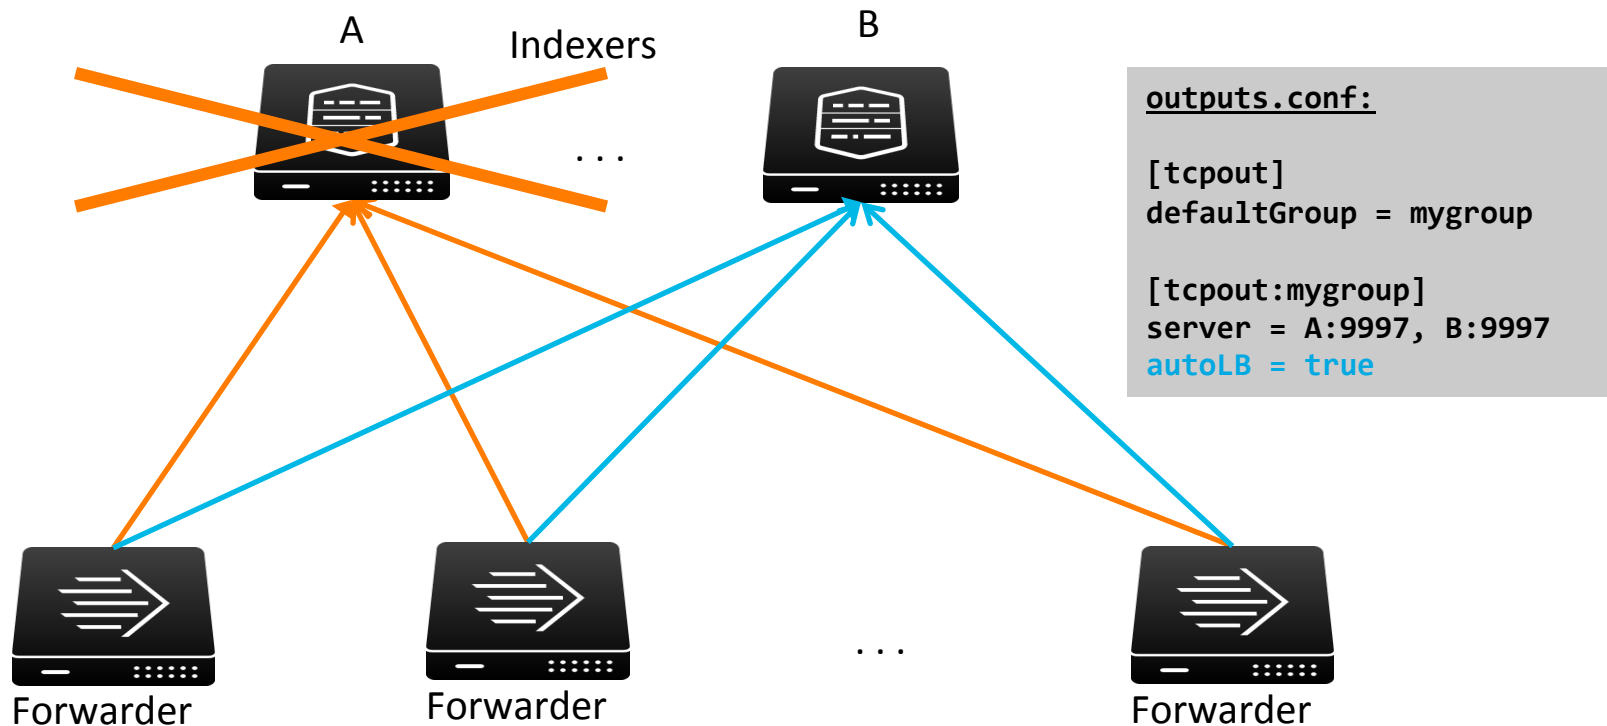 A
Indexers
B
. . .
outputs.conf:
[tcpout]
defaultGroup = mygroup
[tcpout:mygroup]
server = A:9997, B:9997
autoLB = true
. . .
Forwarder
Forwarder
Forwarder